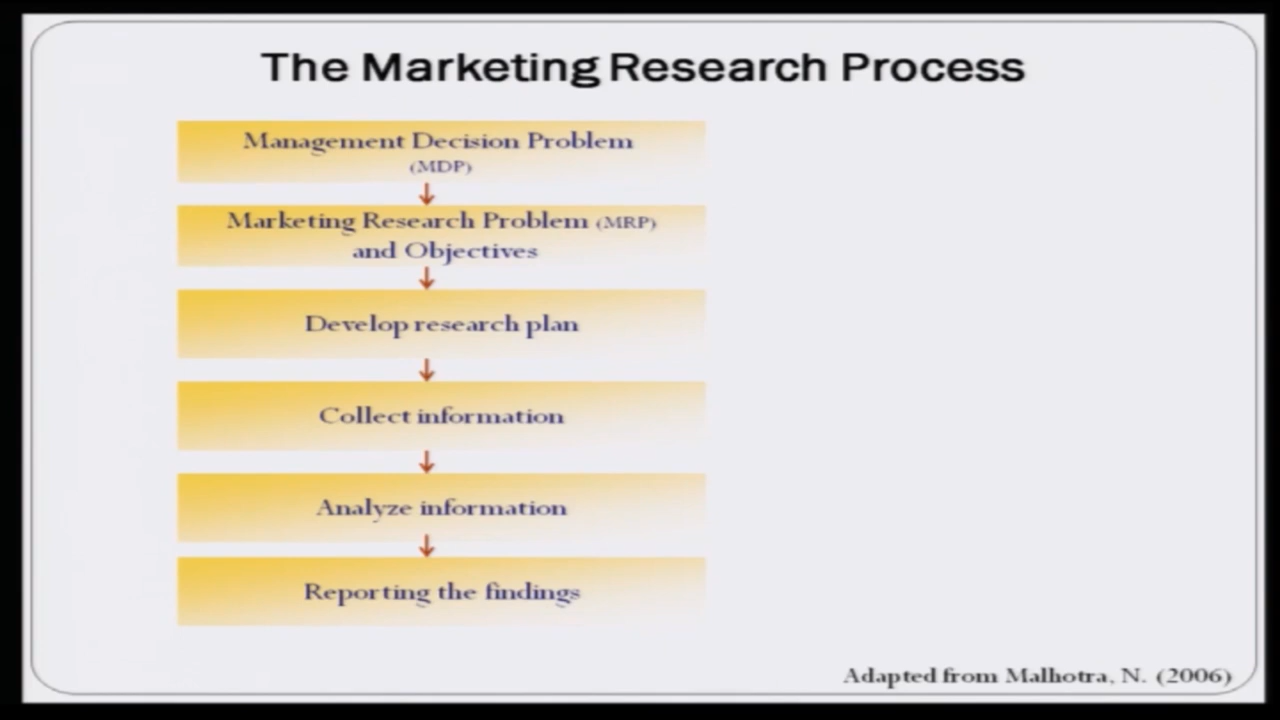 The Marketing Research Process
Management Decision Problem
(MDP)
Marketing Research Problem (MRP)
and Objectives
Develop research plan
Collect information
Analyze information
Reporting the findings
Adapted from Malhotra, N. (2006)